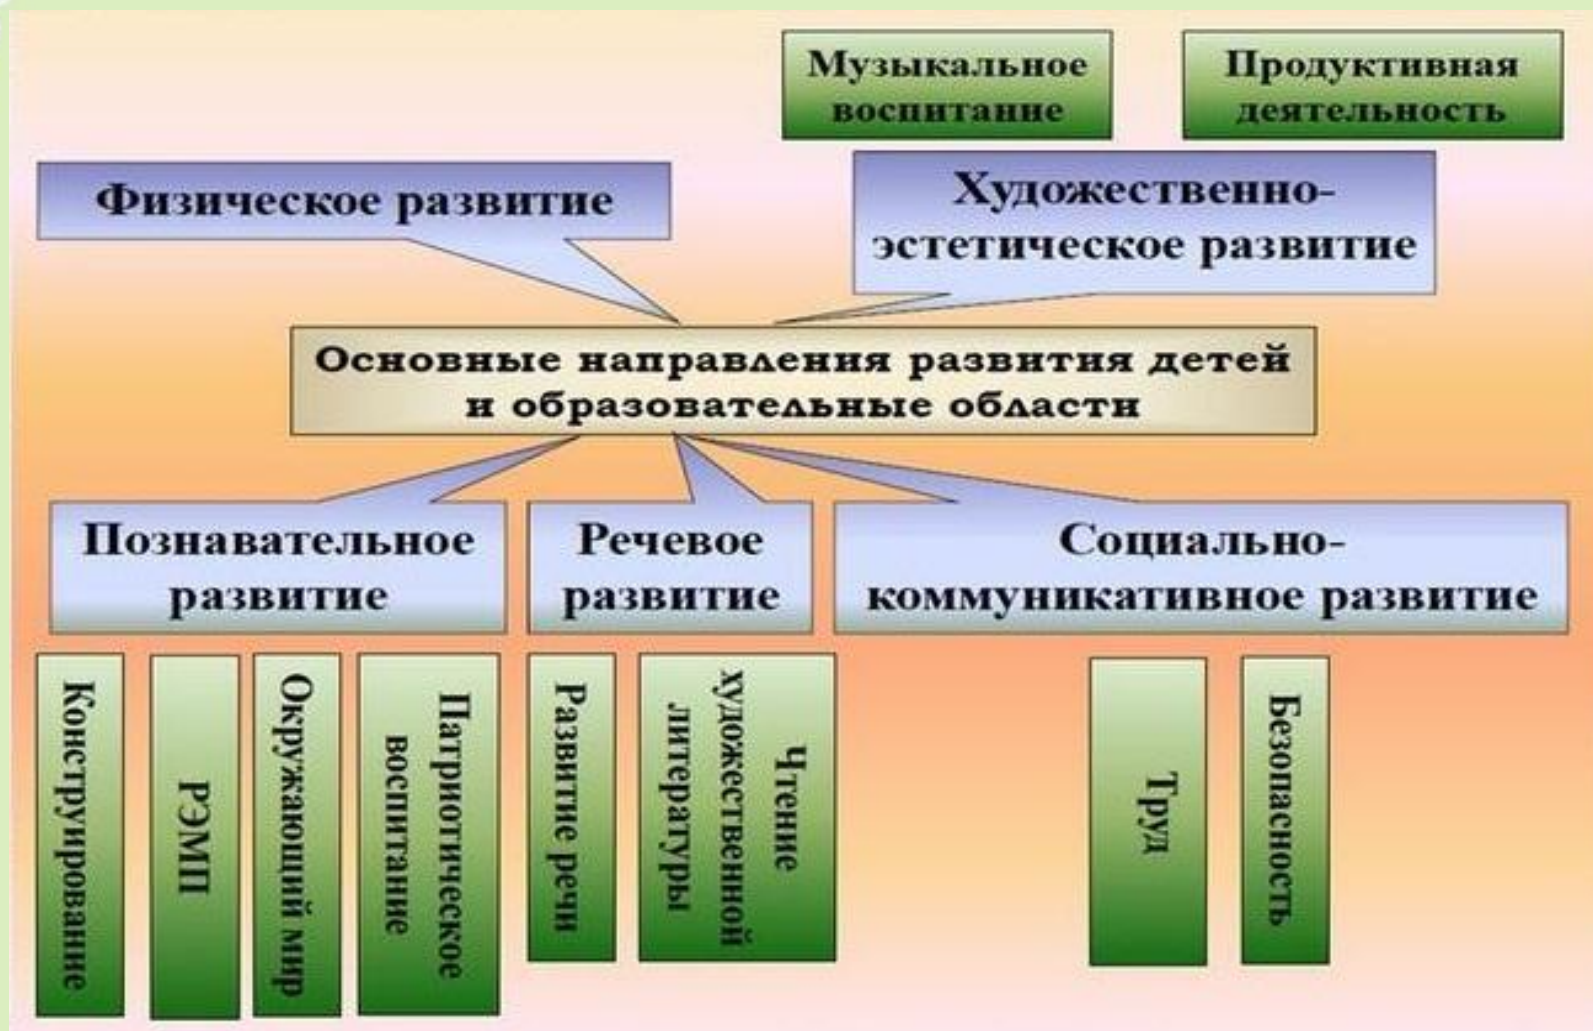 Музыкальное
воспитание
Продуктивная
деятельность
Физическое развитие
Художественно-
эстетическое развитие
Основные направления развития детей
и образовательные области
Познавательное
развитие
Речевое
развитие
Социально-
коммуникативное развитие
Конструирование
РЭМП
Окружающий мир
Патриотическое
воспитание
Развитие речи
Чтение
художественной
литературы
Труд
Безопасность